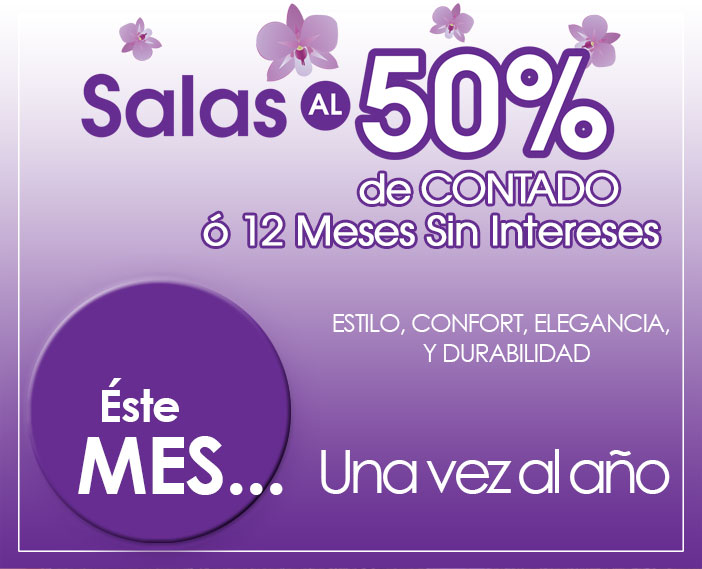 Salas AL 50%
de CONTADO
ó 12 Meses Sin Intereses
ESTILO, CONFORT, ELEGANCIA,
Y DURABILIDAD
Éste
MES...
Una vez al año